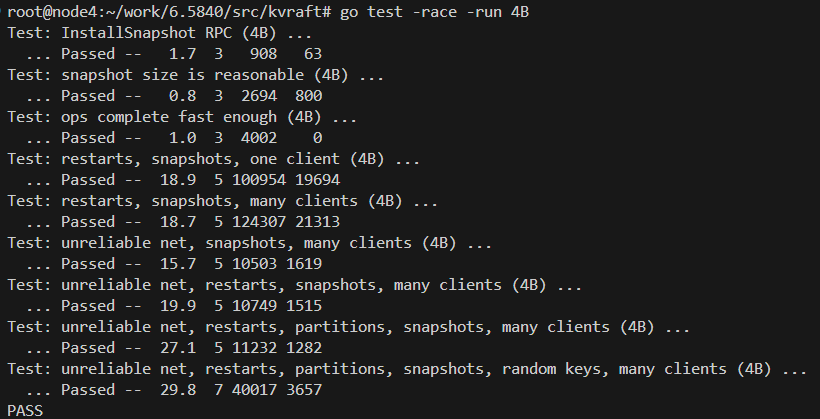 root@node4:~/work/6.5840/src/kvraft# go test -race -run 4B
Test: InstallSnapshot RPC (4B) ...
  ... Passed --   1.7  3   908   63
Test: snapshot size is reasonable (4B) ...
  ... Passed --   0.8  3  2694  800
Test: ops complete fast enough (4B) ...
  ... Passed --   1.0  3  4002    0
Test: restarts, snapshots, one client (4B) ...
  ... Passed --  18.9  5 100954 19694
Test: restarts, snapshots, many clients (4B) ...
  ... Passed --  18.7  5 124307 21313
Test: unreliable net, snapshots, many clients (4B) ...
  ... Passed --  15.7  5 10503 1619
Test: unreliable net, restarts, snapshots, many clients (4B) ...
  ... Passed --  19.9  5 10749 1515
Test: unreliable net, restarts, partitions, snapshots, many clients (4B) ...
  ... Passed --  27.1  5 11232 1282
Test: unreliable net, restarts, partitions, snapshots, random keys, many clients (4B) ...
  ... Passed --  29.8  7 40017 3657
PASS